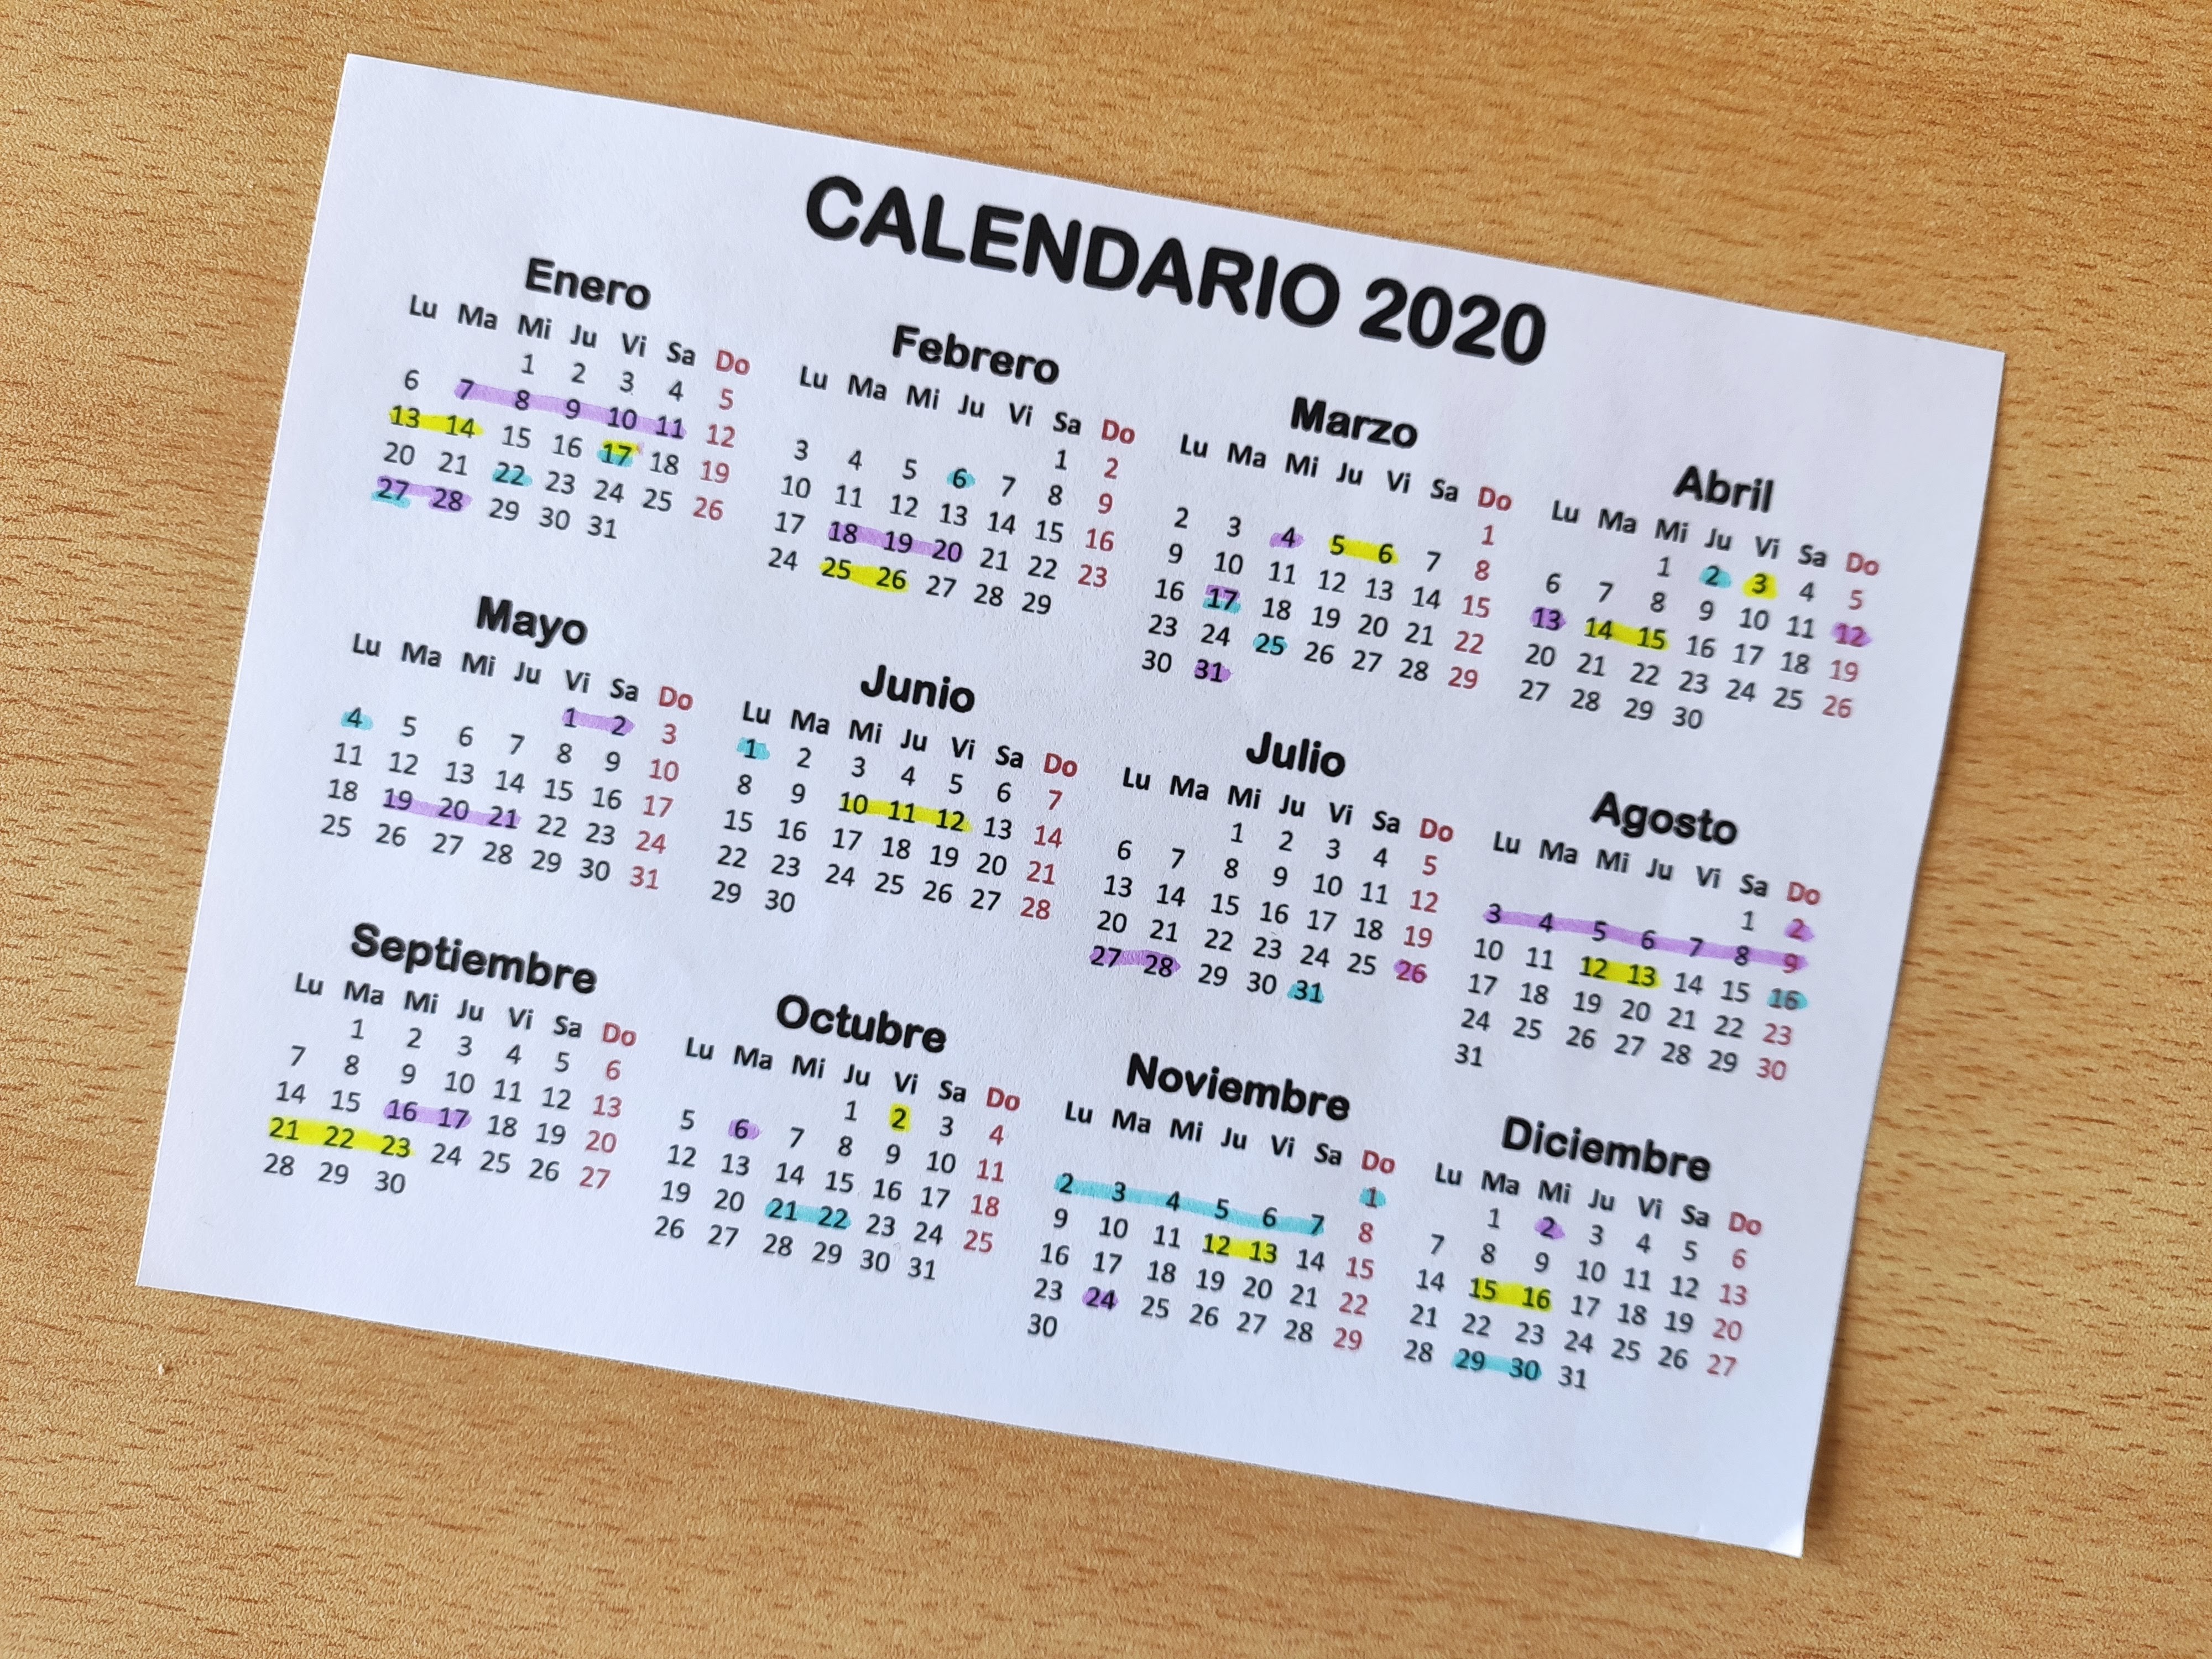 CALENDARIO 2020
Enero
Lu Ma Mi Ju Vi Sa Do
1 2 3 4 5
6 7 8 9 10 11 12
13 14 15 16 17 18 19
20 21 22 23 24 25 26
27 28 29 30 31
Febrero
Lu Ma Mi Ju Vi Sa Do
1 2
3 4 5 6 7 8 9
10 11 12 13 14 15 16
17 18 19 20 21 22 23
24 25 26 27 28 29
Marzo
Lu Ma Mi Ju Vi Sa Do
1
2 3 4 5 6 7 8
9 10 11 12 13 14 15
16 17 18 19 20 21 22
23 24 25 26 27 28 29
30 31
Abril
Lu Ma Mi Ju Vi Sa Do
1 2 3 4 5
6 7 8 9 10 11 12
13 14 15 16 17 18 19
20 21 22 23 24 25 26
27 28 29 30
Mayo
Lu Ma Mi Ju Vi Sa Do
1 2 3
4 5 6 7 8 9 10
11 12 13 14 15 16 17
18 19 20 21 22 23 24
25 26 27 28 29 30 31
Junio
Lu Ma Mi Ju Vi Sa Do
1 2 3 4 5 6 7
8 9 10 11 12 13 14
15 16 17 18 19 20 21
22 23 24 25 26 27 28
29 30
Julio
Lu Ma Mi Ju Vi Sa Do
1 2 3 4 5
6 7 8 9 10 11 12
13 14 15 16 17 18 19
20 21 22 23 24 25 26
27 28 29 30 31
Agosto
Lu Ma Mi Ju Vi Sa Do
1 2
3 4 5 6 7 8 9
10 11 12 13 14 15 16
17 18 19 20 21 22 23
24 25 26 27 28 29 30
31
Septiembre
Lu Ma Mi Ju Vi Sa Do
1 2 3 4 5 6
7 8 9 10 11 12 13
14 15 16 17 18 19 20
21 22 23 24 25 26 27
28 29 30
Octubre
Lu Ma Mi Ju Vi Sa Do
1 2 3 4
5 6 7 8 9 10 11
12 13 14 15 16 17 18
19 20 21 22 23 24 25
26 27 28 29 30 31
Noviembre
Lu Ma Mi Ju Vi Sa Do
1
2 3 4 5 6 7 8
9 10 11 12 13 14 15
16 17 18 19 20 21 22
23 24 25 26 27 28 29
30
Diciembre
Lu Ma Mi Ju Vi Sa Do
1 2 3 4 5 6
7 8 9 10 11 12 13
14 15 16 17 18 19 20
21 22 23 24 25 26 27
28 29 30 31